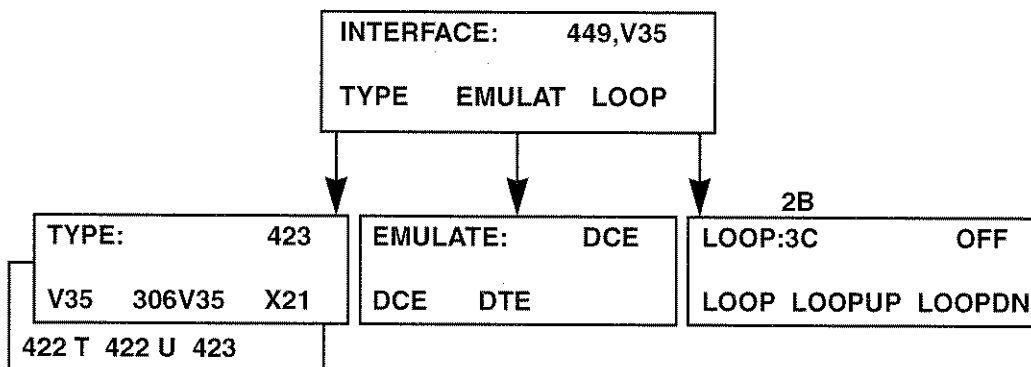 INTERFACE: 449,V35
TYPE EMULAT LOOP
2B
TYPE: 423
V35 306V35 X21
422 T 422 U 423
EMULATE: DCE
DCE DTE
LOOP:3C OFF
LOOP LOOPUP LOOPDN